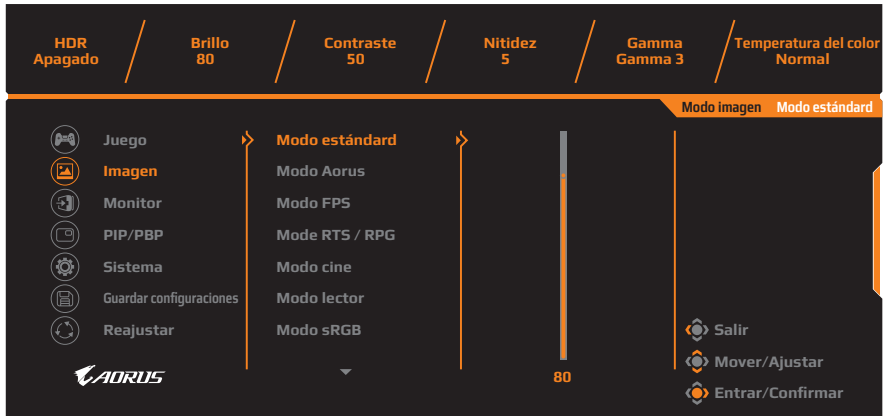 HDR
Apagado
Brillo
80
Contraste
50
Nitidez
5
Gamma
Gamma 3
Temperatura del color
Normal
Modo imagen Modo estándard
Juego
Imagen
Monitor
PIP/PBP
Sistema
Guardar configuraciones
Reajustar
AORUS
Modo estándard
Modo Aorus
Modo FPS
Mode RTS / RPG
Modo cine
Modo lector
Modo sRGB
80
Salir
Mover/Ajustar
Entrar/Confirmar